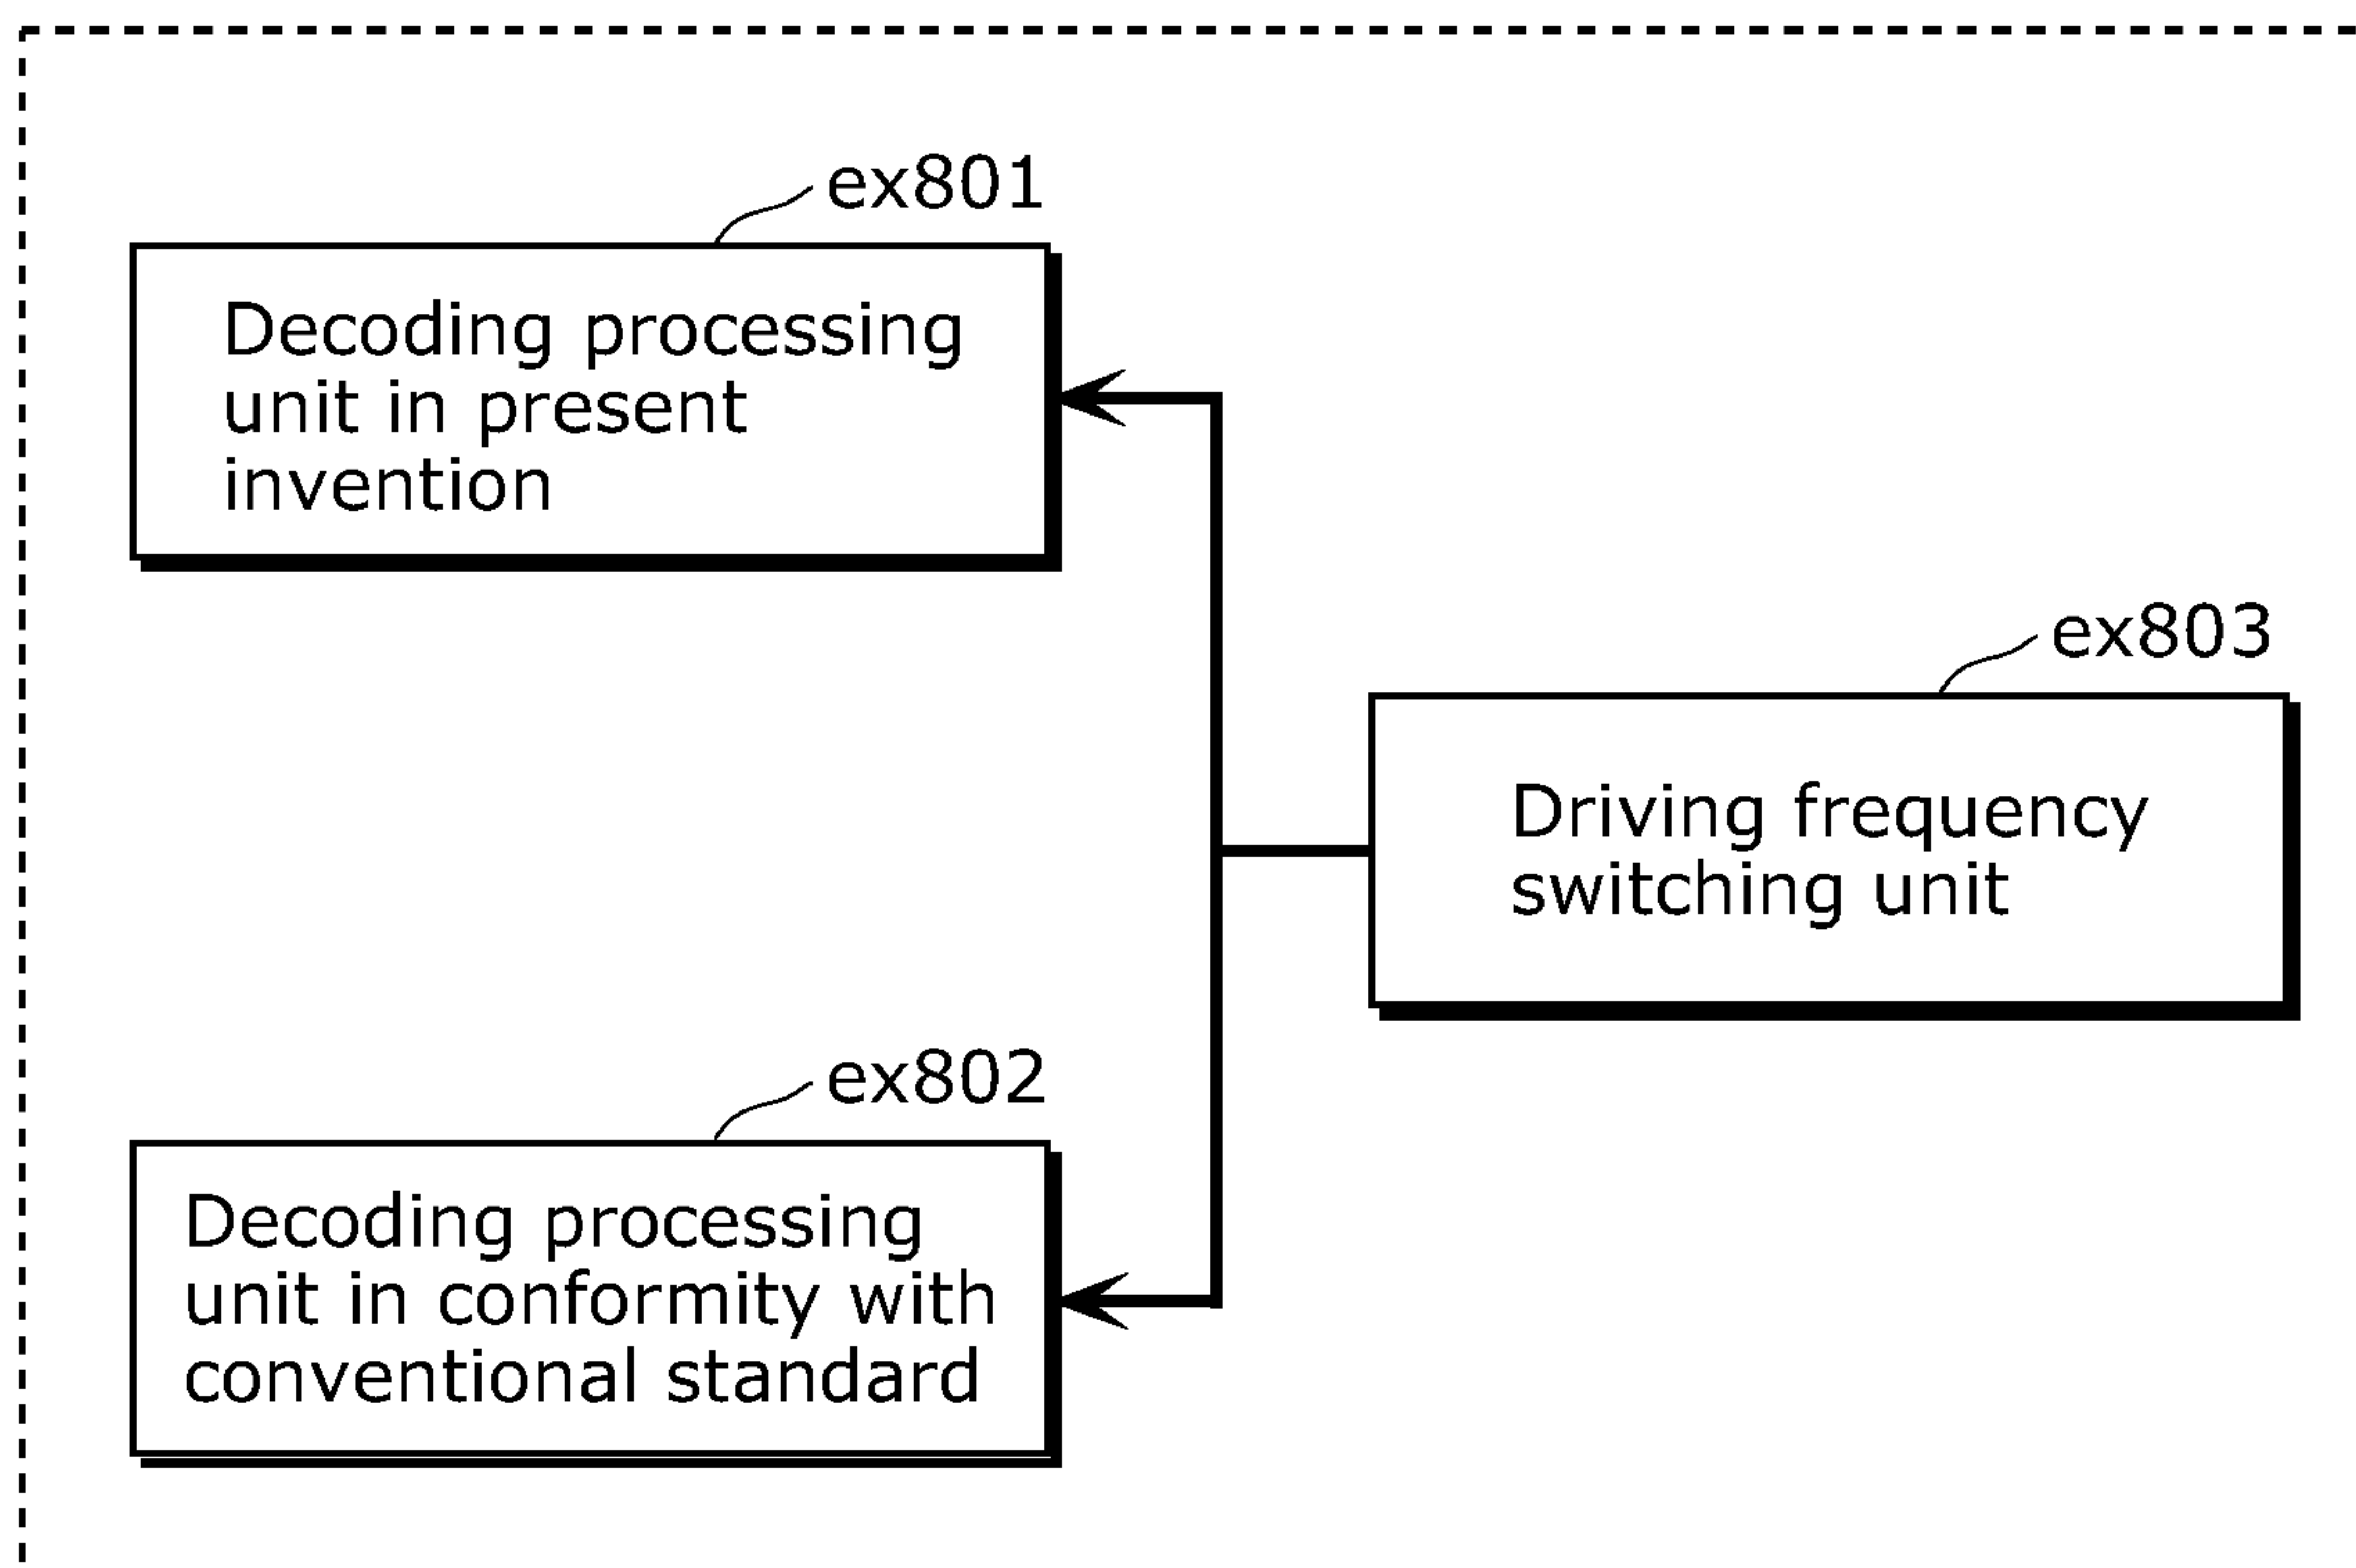 ex801
Decoding processing
unit in present
invention
ex803
Driving frequency
switching unit
ex802
Decoding processing
unit in conformity with
conventional standard